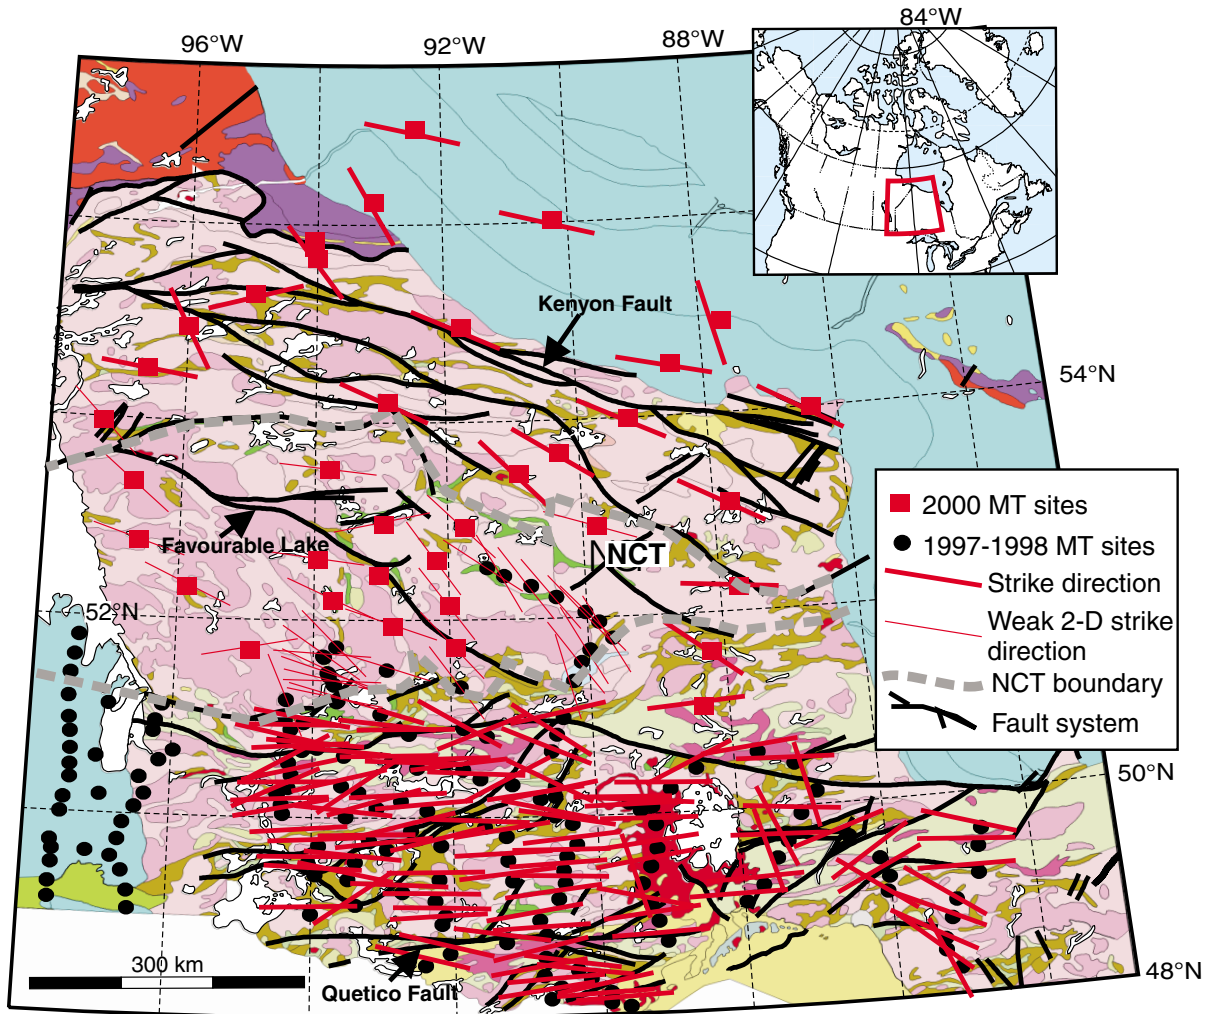 84°W
96°W
92°W
88°W
Kenyon Fault
54°N
2000 MT sites
1997-1998 MT sites
Strike direction
Weak 2-D strike
direction
NCT boundary
Fault system
Favourable Lake
NCT
52°N
50°N
300 km
Quetico Fault
48°N